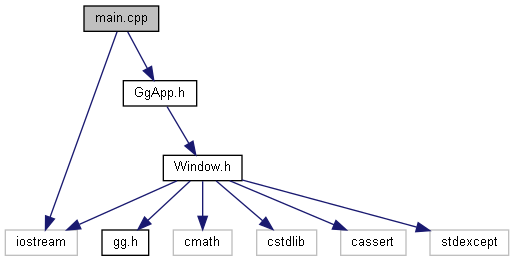 main.cpp
GgApp.h
Window.h
iostream
gg.h
cmath
cstdlib
cassert
stdexcept